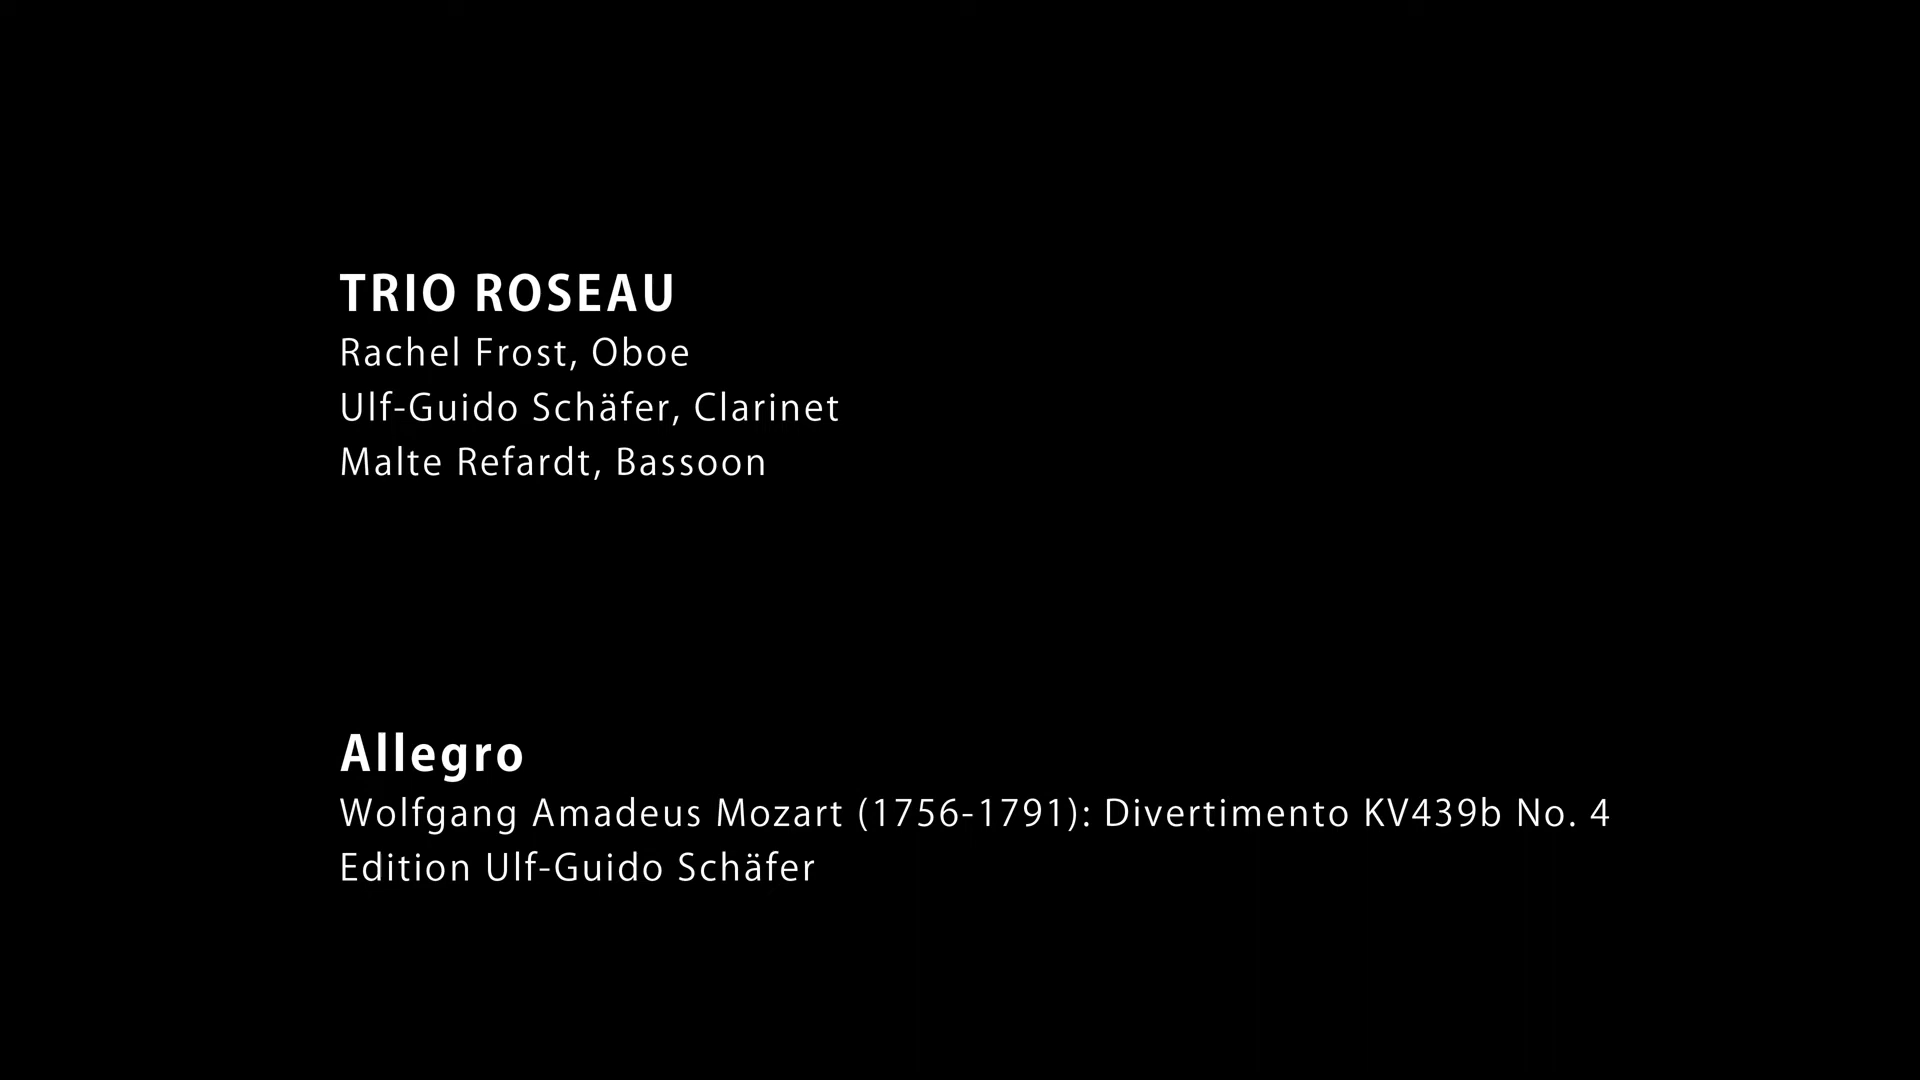 TRIO ROSEAU
Rachel Frost, Oboe
Ulf-Guido Schäfer, Clarinet
Malte Refardt, Bassoon
Allegro
Wolfgang Amadeus Mozart (1756-1791): Divertimento KV439b No. 4
Edition Ulf-Guido Schäfer